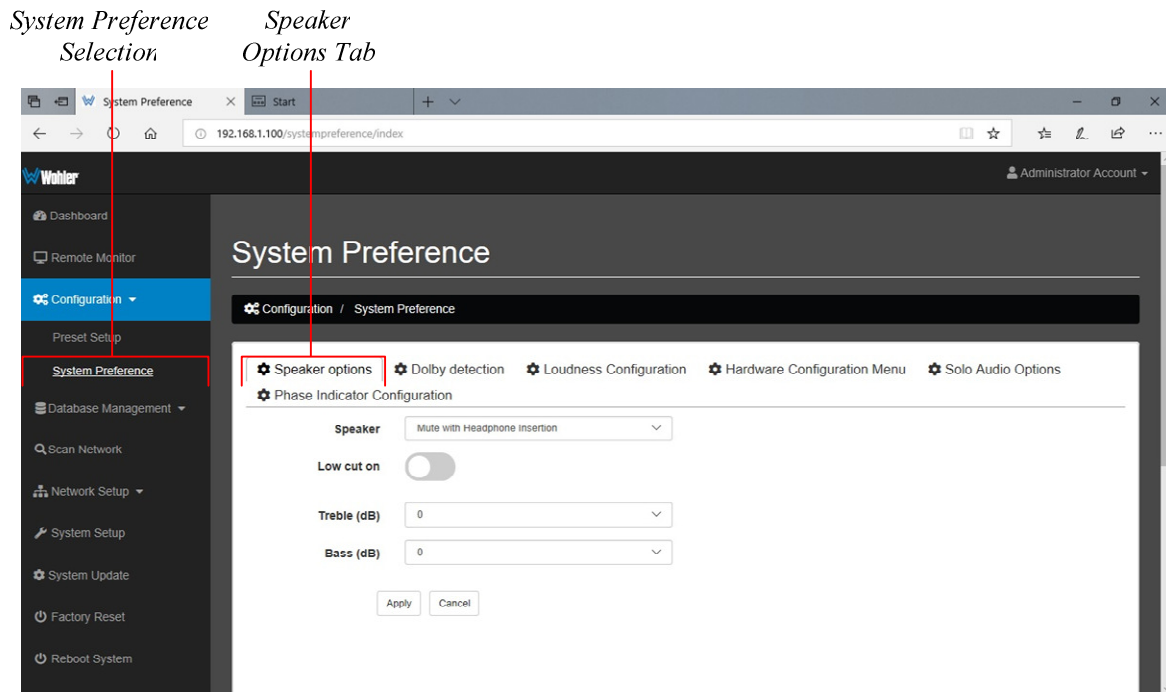 System Preference Selection
Speaker Options Tab
System Preference
Start
192.168.1.100/systempreference/index
Wohler
Administrator Account
Dashboard
Remote Monitor
Configuration
Preset Setup
System Preference
Database Management
Scan Network
Network Setup
System Setup
System Update
Factory Reset
Reboot System
System Preference
Configuration / System Preference
Speaker options
Dolby detection
Loudness Configuration
Hardware Configuration Menu
Solo Audio Options
Phase Indicator Configuration
Speaker
Mute with Headphone Insertion
Low cut on
Treble (dB)
0
Bass (dB)
0
Apply
Cancel